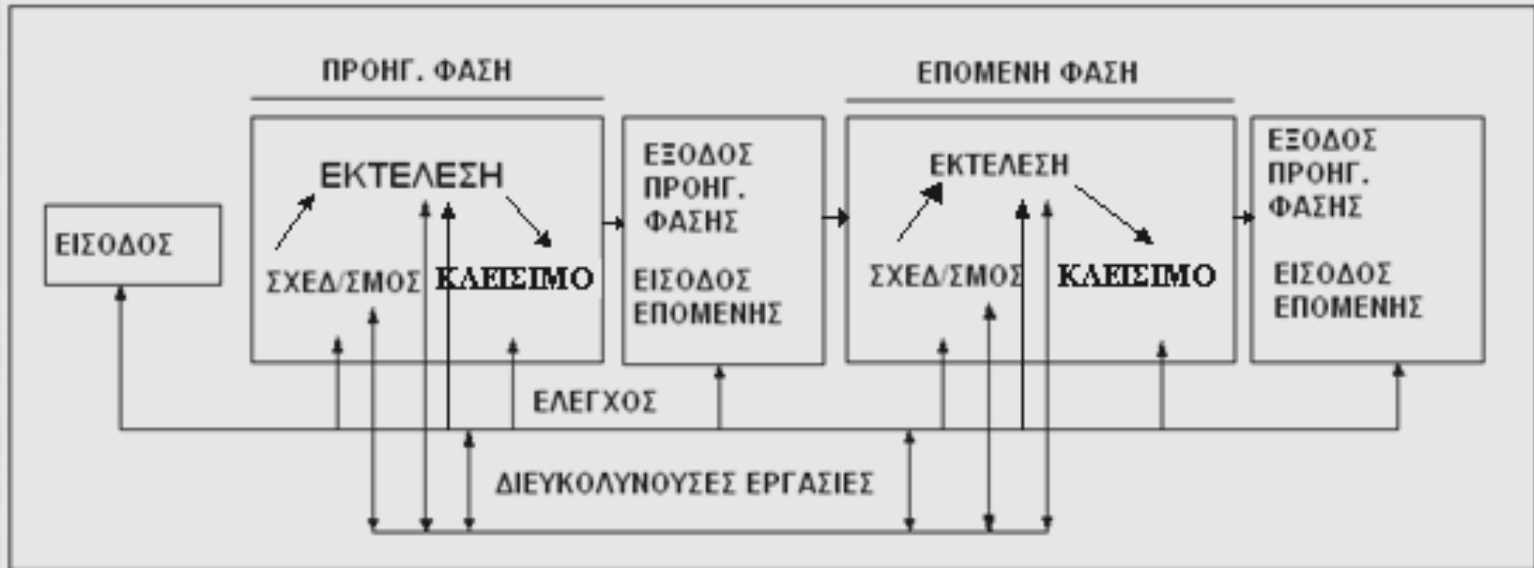 ΠΡΟΗΓ. ΦΑΣΗ
ΕΠΟΜΕΝΗ ΦΑΣΗ
ΕΙΣΟΔΟΣ
ΕΚΤΕΛΕΣΗ
ΣΧΕΔ/ΣΜΟΣ
ΚΛΕΙΣΙΜΟ
ΕΞΟΔΟΣ
ΠΡΟΗΓ.
ΦΑΣΗΣ
ΕΙΣΟΔΟΣ
ΕΠΟΜΕΝΗΣ
ΕΚΤΕΛΕΣΗ
ΣΧΕΔ/ΣΜΟΣ
ΚΛΕΙΣΙΜΟ
ΕΞΟΔΟΣ
ΠΡΟΗΓ.
ΦΑΣΗΣ
ΕΙΣΟΔΟΣ
ΕΠΟΜΕΝΗΣ
ΕΛΕΓΧΟΣ
ΔΙΕΥΚΟΛΥΝΟΥΣΕΣ ΕΡΓΑΣΙΕΣ